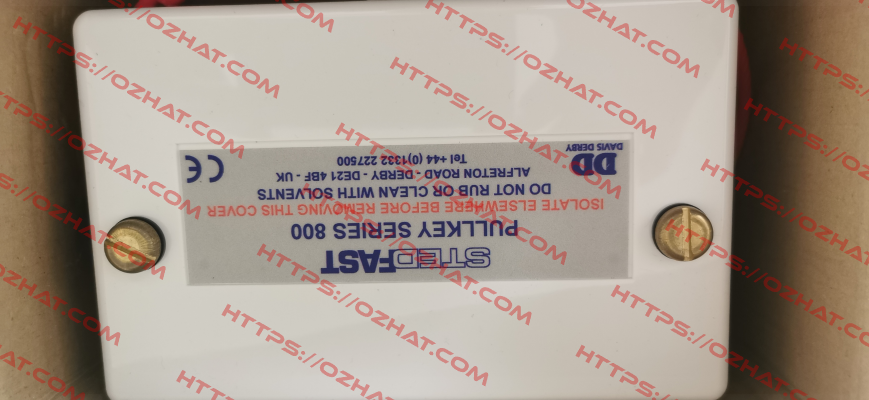 STEDFAST
PULLKEY SERIES 800
ISOLATE ELSEWHERE BEFORE REMOVING THIS COVER
DO NOT RUB OR CLEAN WITH SOLVENTS
ALFRETON ROAD - DERBY - DE21 4BF - UK
Tel +44 (0)1332 227500
DD
DAVIS DERBY
CE
HTTPS://OZHAT.COM